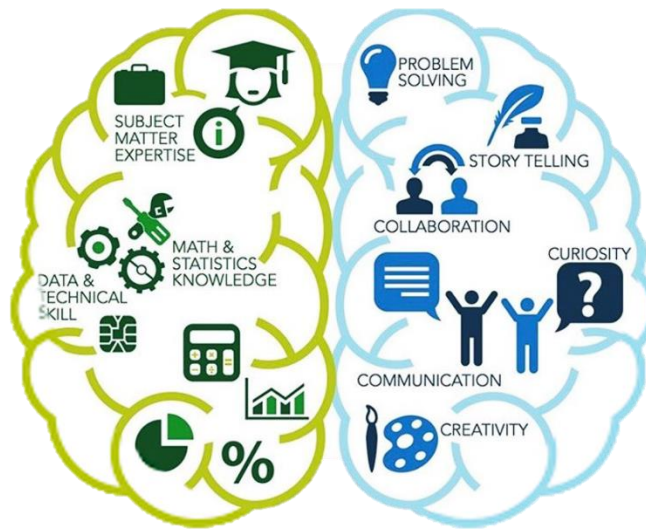 SUBJECT
MATTER
EXPERTISE
i
MATH &
STATISTICS
KNOWLEDGE
DATA &
TECHNICAL
SKILL
%
PROBLEM
SOLVING
STORY TELLING
COLLABORATION
CURIOSITY
?
COMMUNICATION
CREATIVITY